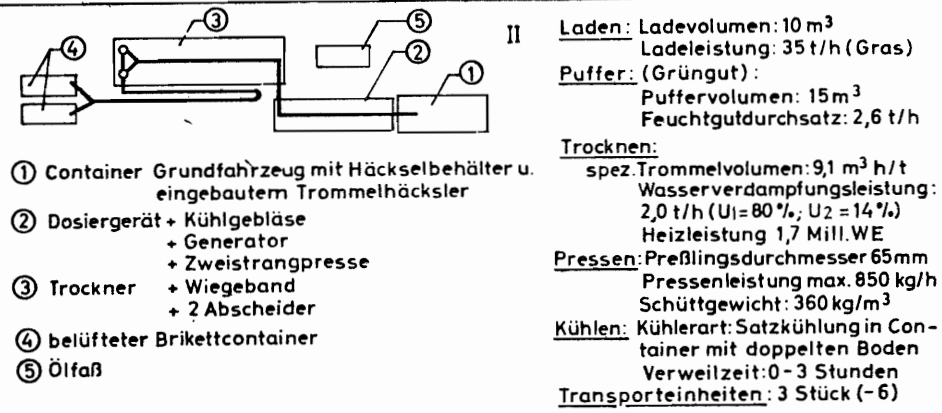 ③
⑤
④
II
②
①
① Container Grundfahrzeug mit Häckselbehälter u.
eingebautem Trommelhäcksler
② Dosiergerät + Kühlgebläse
+ Generator
+ Zweistrangpresse
③ Trockner + Wiegeband
+ 2 Abscheider
④ belüfteter Brikettcontainer
⑤ Ölfaß
Laden: Ladevolumen: 10 m³
Ladeleistung: 35 t/h (Gras)
Puffer: (Grüngut):
Puffervolumen: 15 m³
Feuchtgutdurchsatz: 2,6 t/h
Trocknen:
spez. Trommelvolumen: 9,1 m³ h/t
Wasserverdampfungsleistung:
2,0 t/h (U1=80 %; U2 = 14 %)
Heizleistung 1,7 Mill. WE
Pressen: Preßlingsdurchmesser 65mm
Pressenleistung max. 850 kg/h
Schüttgewicht: 360 kg/m³
Kühlen: Kühlerart: Satzkühlung in Con-
tainer mit doppelten Boden
Verweilzeit: 0-3 Stunden
Transporteinheiten: 3 Stück (-6)